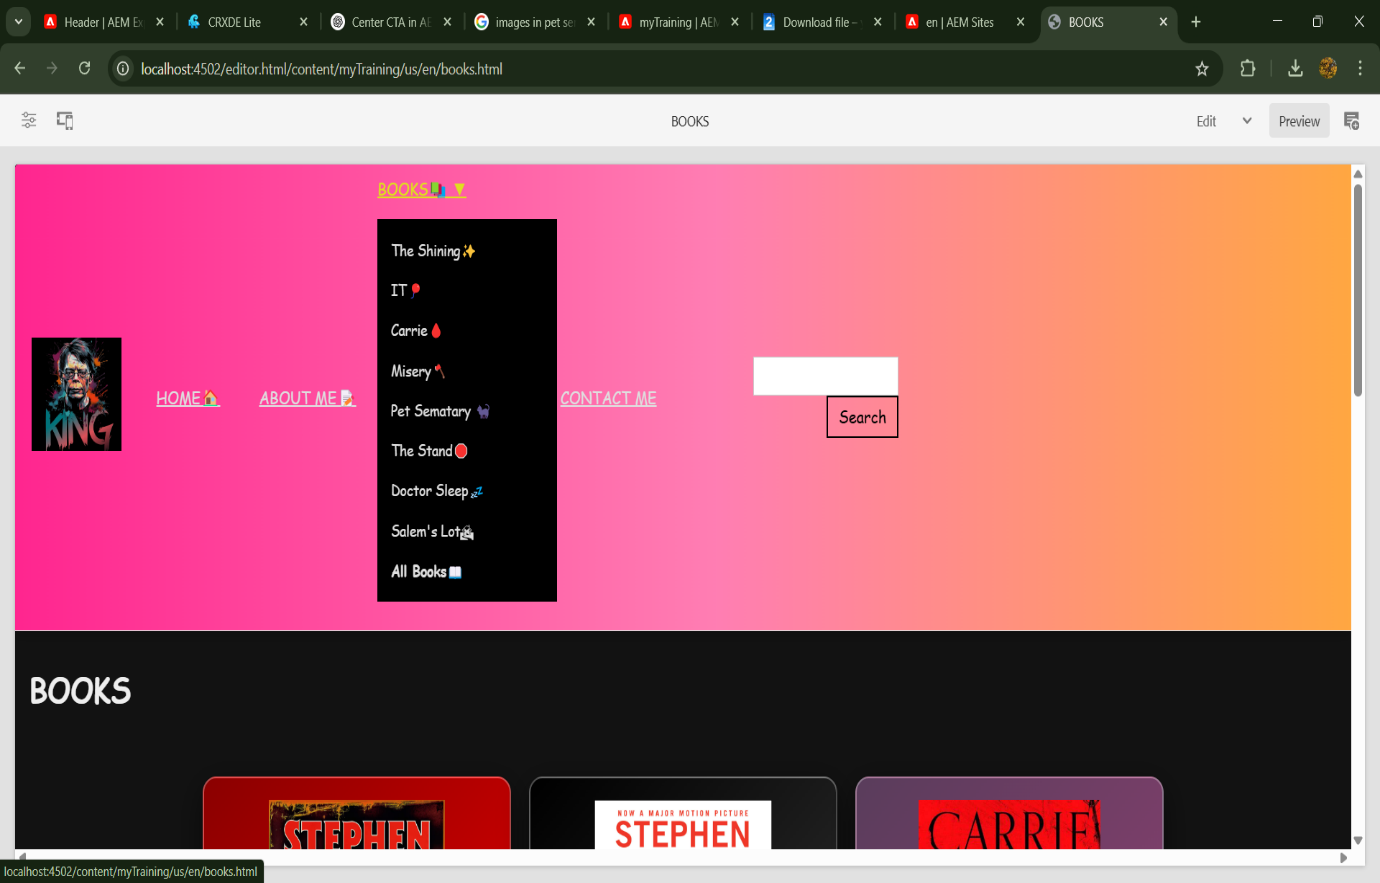 Header | AEM Ex
CRXDE Lite
Center CTA in AE
images in pet se
myTraining | AEM
Download file –
en | AEM Sites
BOOKS
localhost:4502/editor.html/content/myTraining/us/en/books.html
BOOKS
Edit
Preview
BOOKS📚 ▼
The Shining✨
IT🎈
Carrie🩸
Misery🪓
Pet Sematary 🐈‍⬛
The Stand🛑
Doctor Sleep💤
Salem's Lot
All Books📖
KING
HOME🏠
ABOUT ME📝
CONTACT ME
Search
BOOKS
STEPHEN
NOW A MAJOR MOTION PICTURE
STEPHEN
CARRIE
localhost:4502/content/myTraining/us/en/books.html